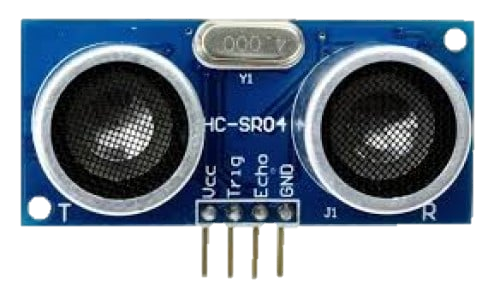 4.000
Y1
HC-SR04
Vcc
Trig
Echo
GND
T
J1
R